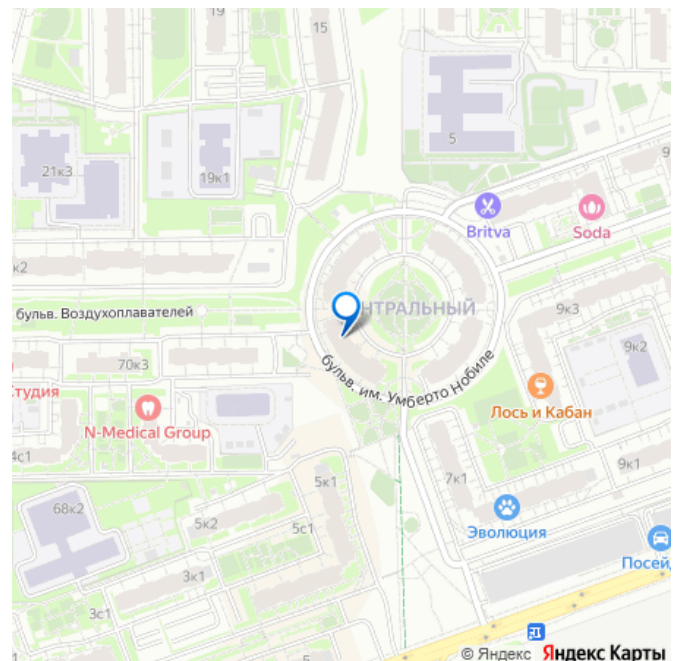 19
15
5
21к3
19к1
9
Britva
Soda
к2
бульв. Воздухоплавателей
НТРАЛЬНЫЙ
9к3
бульв. им. Умберто Нобиле
9к2
70к3
Студия
N-Medical Group
Лось и Кабан
4с1
5к1
7к1
9к1
68к2
5к2
5с1
Эволюция
Посей
3к1
3с1
© Яндекс Яндекс Карты